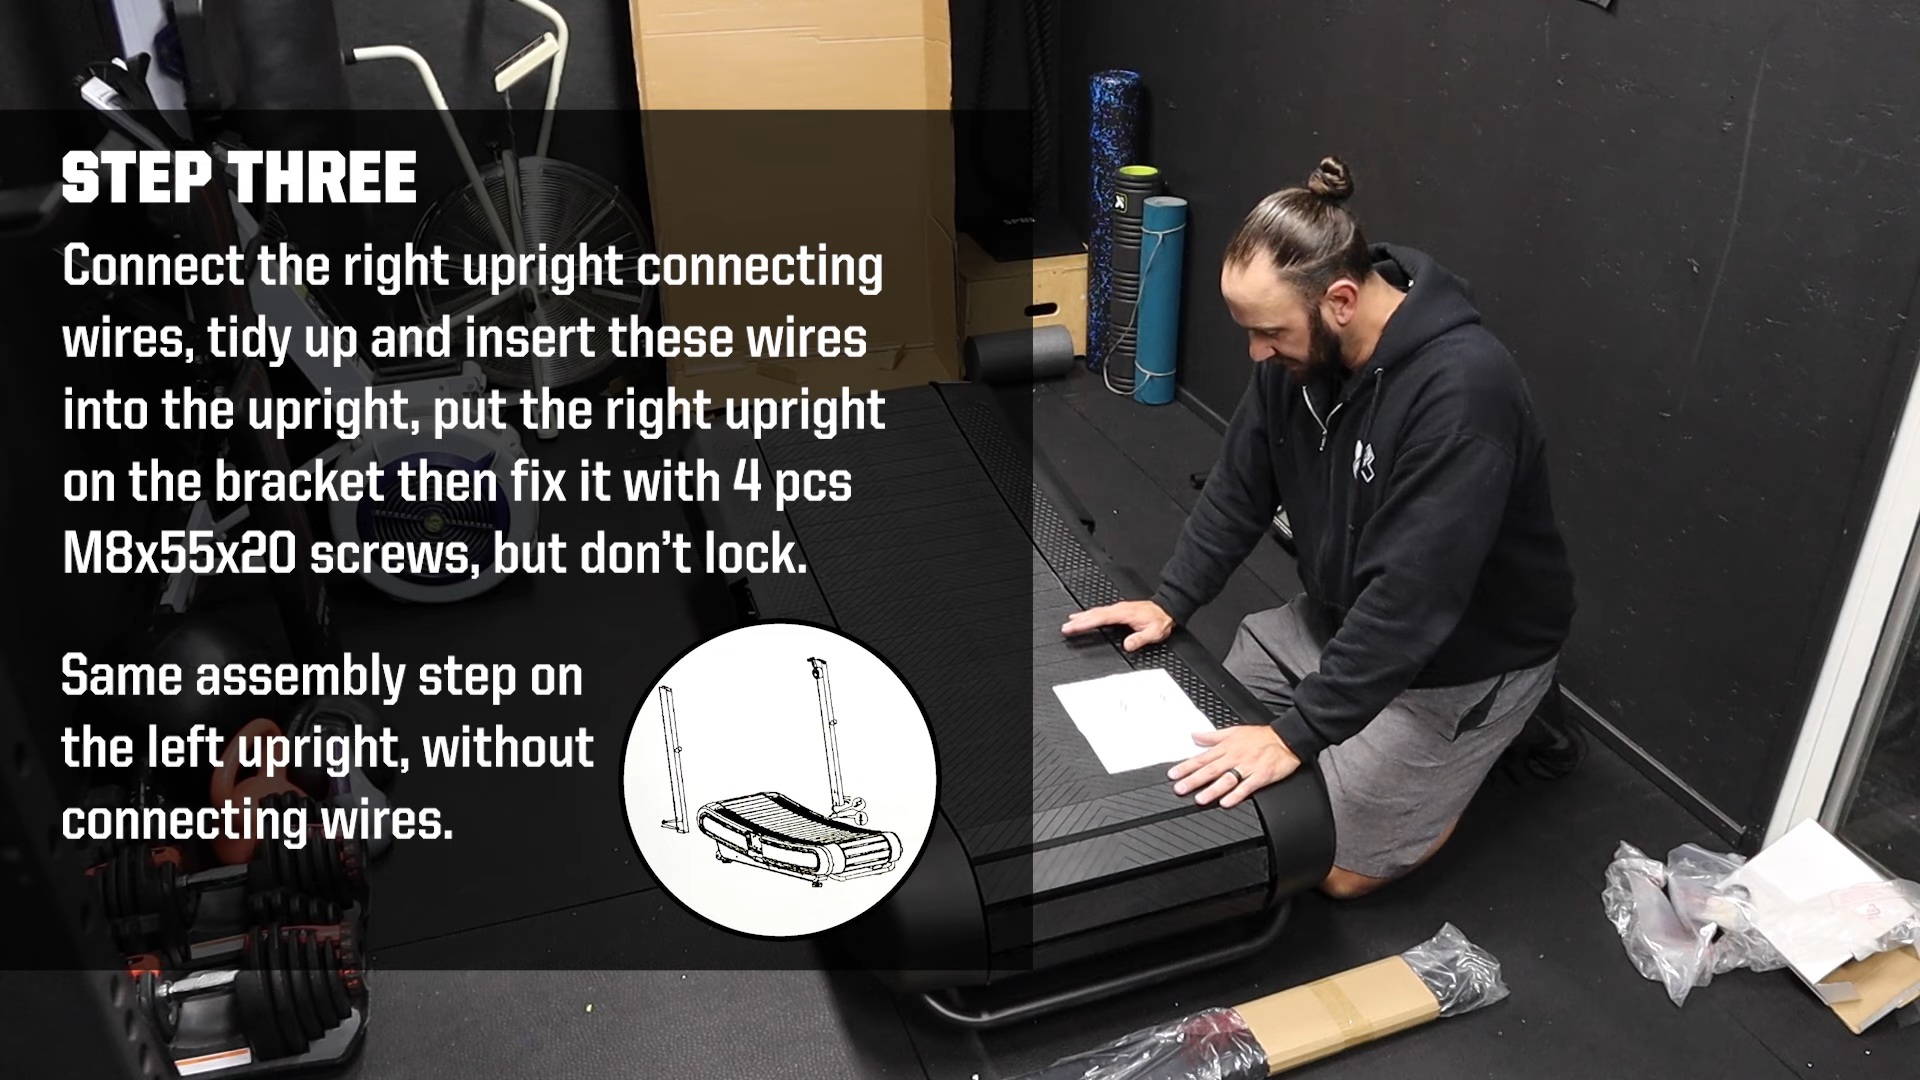 STEP THREE
Connect the right upright connecting
wires, tidy up and insert these wires
into the upright, put the right upright
on the bracket then fix it with 4 pcs
M8x55x20 screws, but don't lock.
Same assembly step on
the left upright, without
connecting wires.